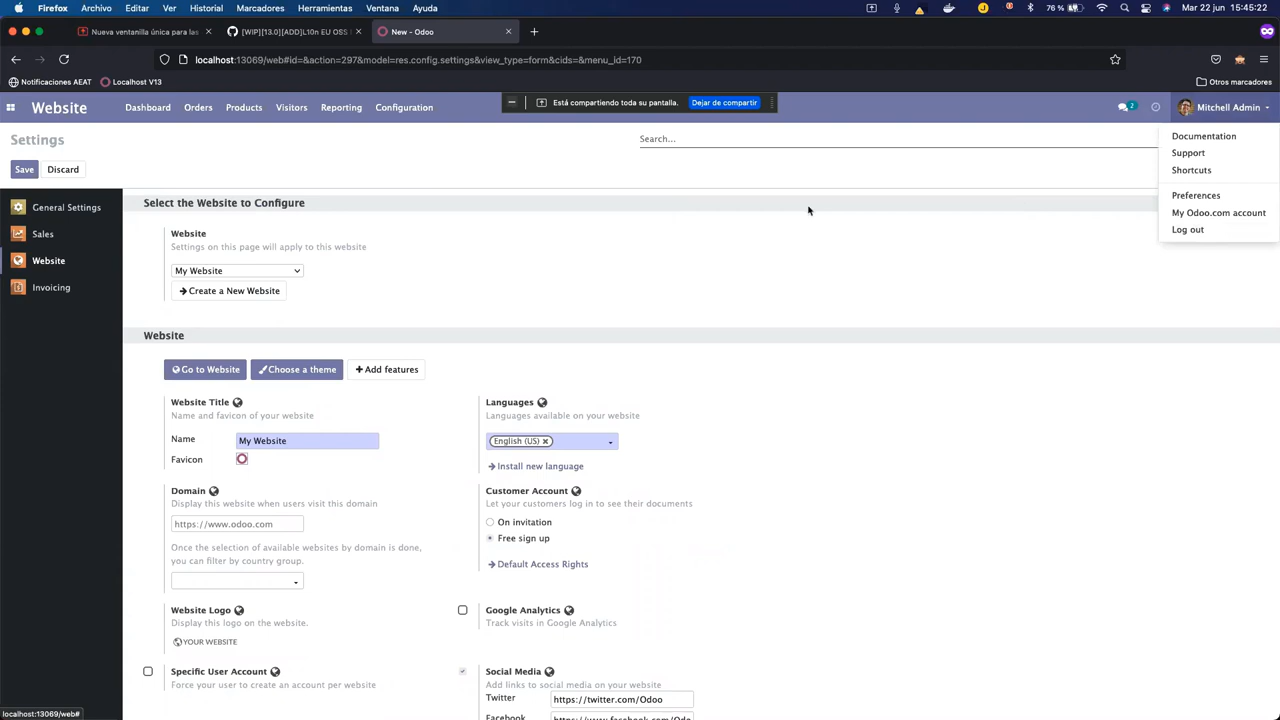 Firefox Archivo Editar Ver Historial Marcadores Herramientas Ventana Ayuda 76 % Mié 15 sept 15:45:22
Nueva ventanilla única para las
[WIP][13.0][ADD]L10n EU OSS
New - Odoo
localhost:13069/web#id=&action=297&model=res.config.settings&view_type=form&cids=&menu_id=170
Notificaciones AEAT Localhost V13 Otros marcadores
Website Dashboard Orders Products Visitors Reporting Configuration
Está compartiendo toda su pantalla. Dejar de compartir
2 Mitchell Admin
Settings
Search...
Save Discard
Documentation
Support
Shortcuts
Preferences
My Odoo.com account
Log out
General Settings
Sales
Website
Invoicing
Select the Website to Configure
Website
Settings on this page will apply to this website
My Website
Create a New Website
Website
Go to Website Choose a theme Add features
Website Title
Name and favicon of your website
Name My Website
Favicon
Languages
Languages available on your website
English (US)
Install new language
Domain
Display this website when users visit this domain
https://www.odoo.com
Once the selection of available websites by domain is done,
you can filter by country group.
Customer Account
Let your customers log in to see their documents
On invitation
Free sign up
Default Access Rights
Website Logo
Display this logo on the website.
YOUR WEBSITE
Google Analytics
Track visits in Google Analytics
Specific User Account
Force your user to create an account per website
Social Media
Add links to social media on your website
Twitter https://twitter.com/Odoo
Facebook https://www.facebook.com/Odo
localhost:13069/web#